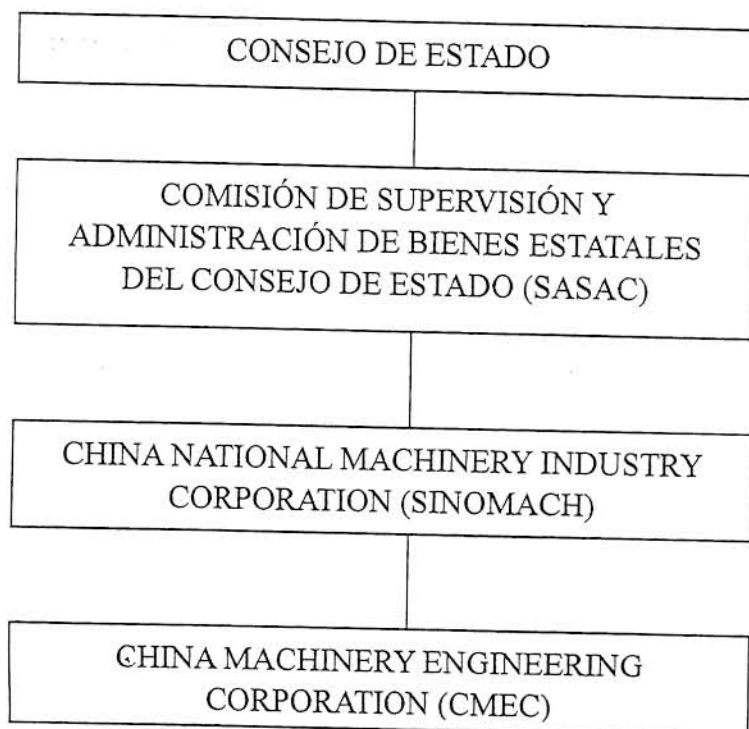 CONSEJO DE ESTADO
COMISIÓN DE SUPERVISIÓN Y
ADMINISTRACIÓN DE BIENES ESTATALES
DEL CONSEJO DE ESTADO (SASAC)
CHINA NATIONAL MACHINERY INDUSTRY
CORPORATION (SINOMACH)
CHINA MACHINERY ENGINEERING
CORPORATION (CMEC)